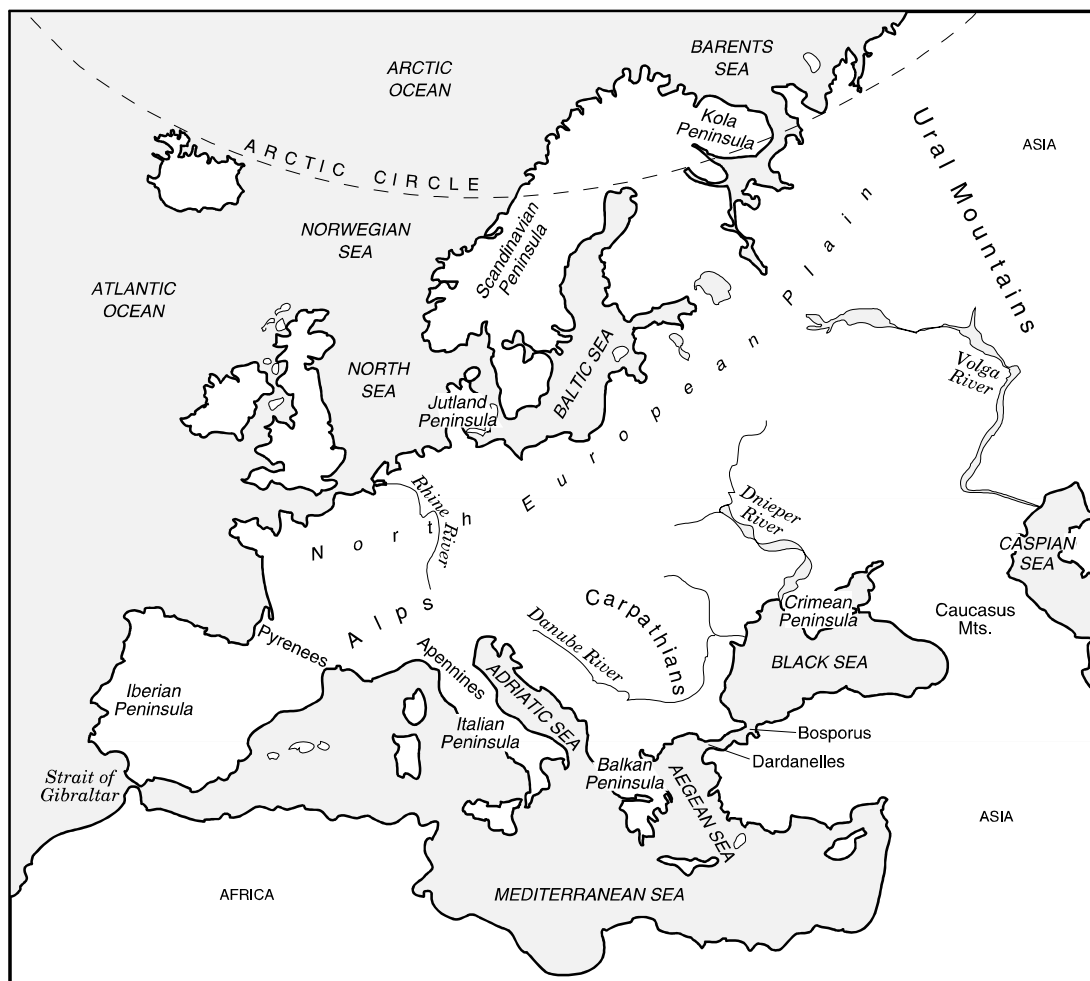 BARENTS
SEA
ARCTIC
OCEAN
Kola
Peninsula
Ural Mountains
ASIA
ARCTIC CIRCLE
NORWEGIAN
SEA
Scandinavian
Peninsula
ATLANTIC
OCEAN
North European Plain
Volga
River
NORTH
SEA
BALTIC SEA
Jutland
Peninsula
Rhine River
Dnieper
River
CASPIAN
SEA
Carpathians
Crimean
Peninsula
Caucasus
Mts.
Alps
Pyrenees
Apennines
Danube River
BLACK SEA
ADRIATIC SEA
Iberian
Peninsula
Italian
Peninsula
Bosporus
Dardanelles
Balkan
Peninsula
Strait of
Gibraltar
AEGEAN SEA
ASIA
AFRICA
MEDITERRANEAN SEA